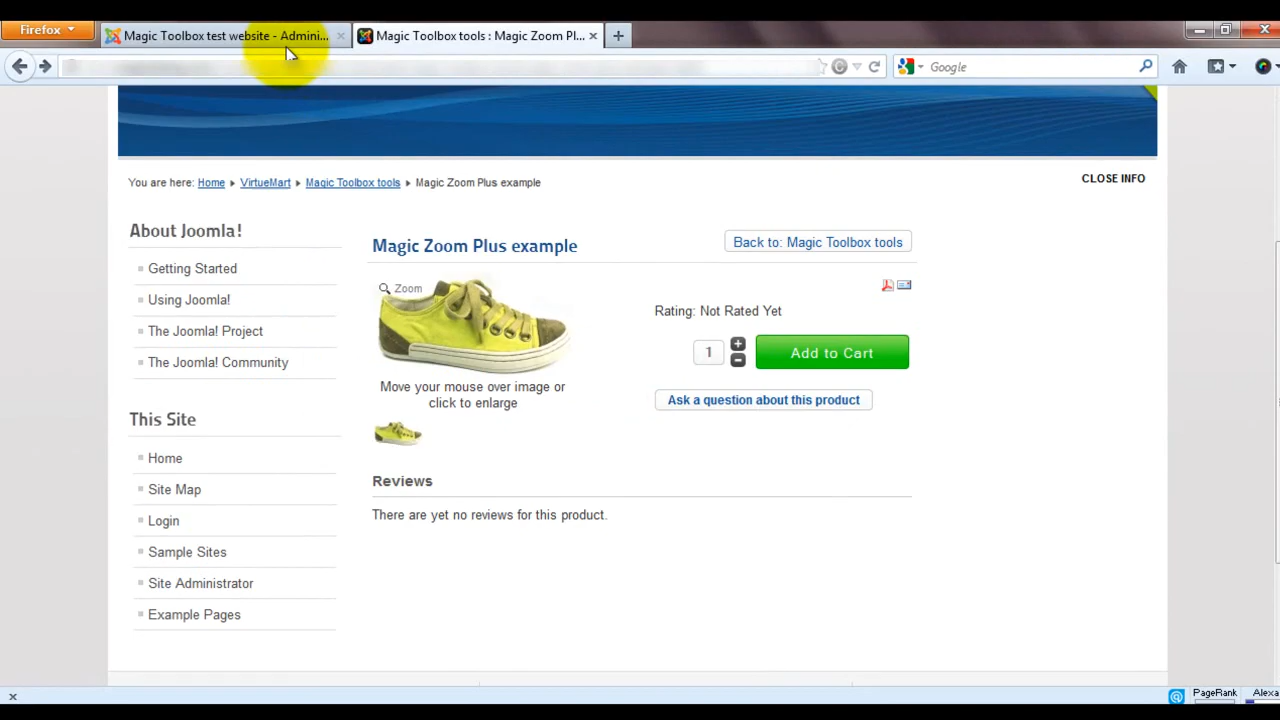 Firefox
Magic Toolbox test website - Admini...
Magic Toolbox tools : Magic Zoom Pl...
Google
You are here: Home VirtueMart Magic Toolbox tools Magic Zoom Plus example
CLOSE INFO
About Joomla!
Getting Started
Using Joomla!
The Joomla! Project
The Joomla! Community
This Site
Home
Site Map
Login
Sample Sites
Site Administrator
Example Pages
Magic Zoom Plus example
Back to: Magic Toolbox tools
Zoom
Move your mouse over image or
click to enlarge
Rating: Not Rated Yet
1
Add to Cart
Ask a question about this product
Reviews
There are yet no reviews for this product.
PageRank
Alexa